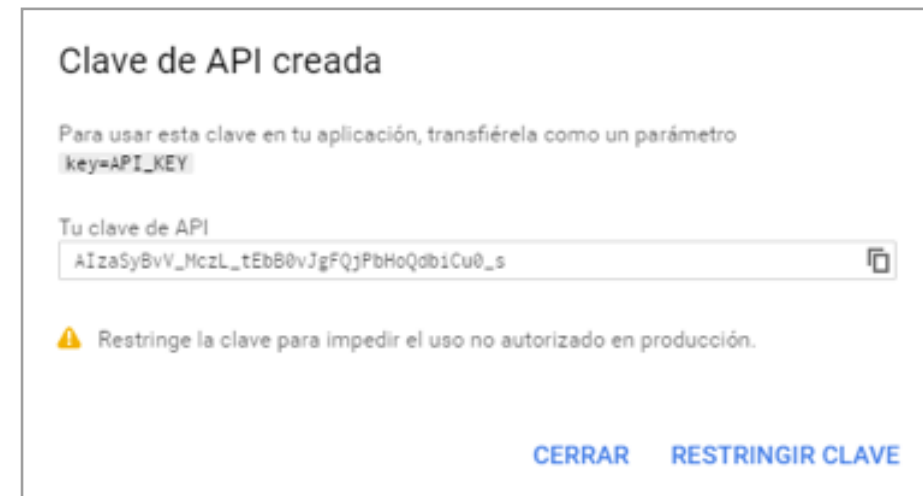 Clave de API creada
Para usar esta clave en tu aplicación, transfiérela como un parámetro
key=API_KEY
Tu clave de API
AIzaSyBvV_MczL_tEbB0vJgFQjPbHoQdbiCu0_s
Restringe la clave para impedir el uso no autorizado en producción.
CERRAR RESTRINGIR CLAVE